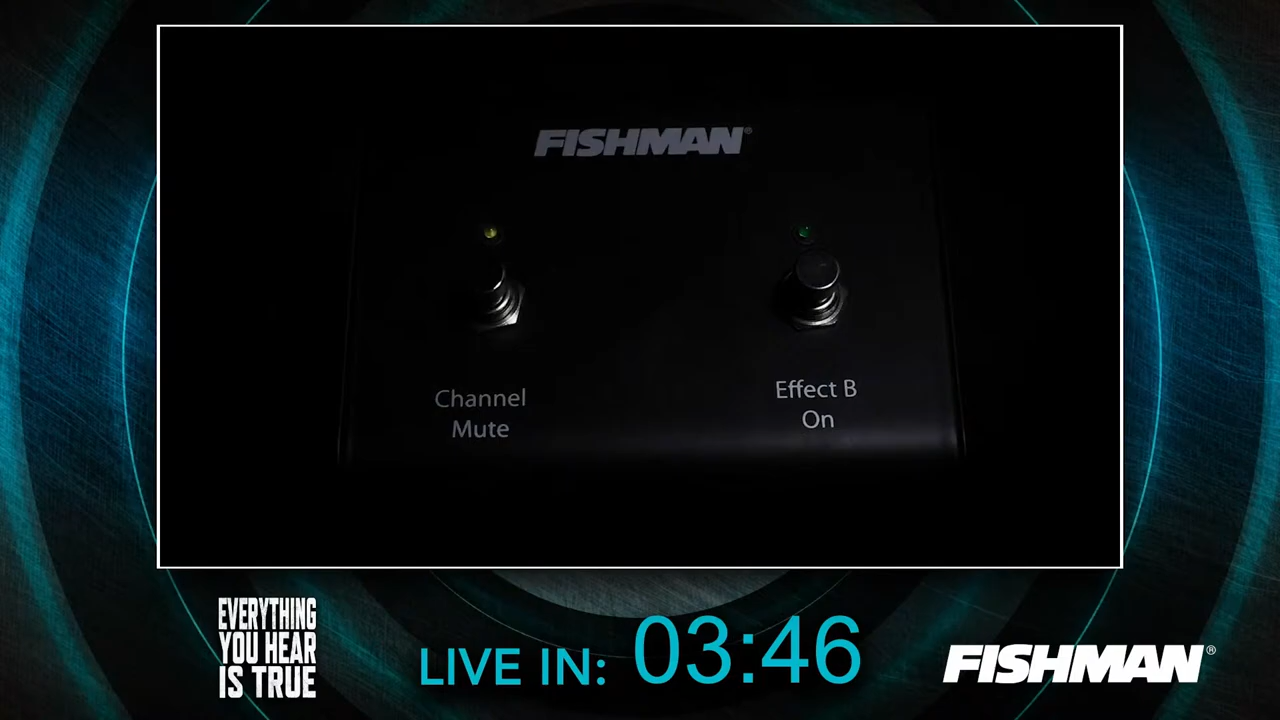 FISHMAN®
Channel
Mute
Effect B
On
EVERYTHING
YOU HEAR
IS TRUE
LIVE IN: 03:46
FISHMAN®